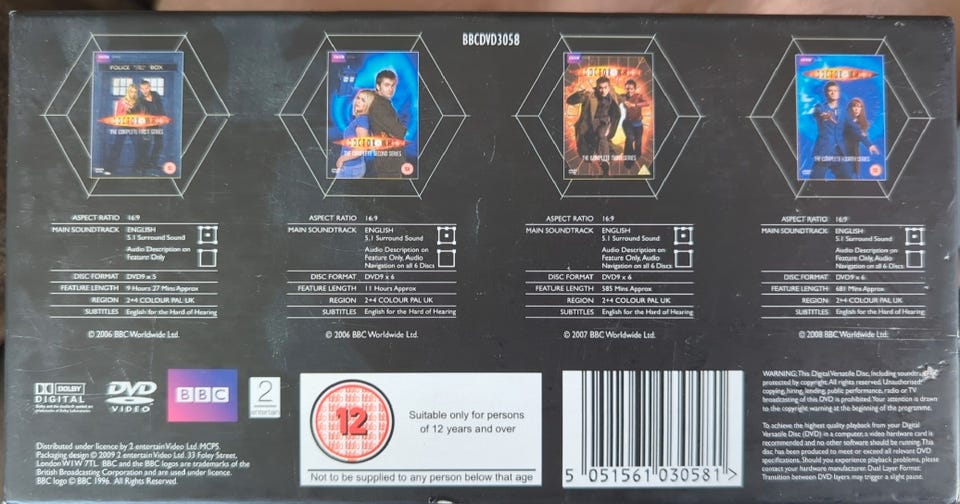 BBCDVD3058
POLICE BOX
DOCTOR WHO
THE COMPLETE FIRST SERIES
DOCTOR WHO
THE COMPLETE SECOND SERIES
DOCTOR WHO
THE COMPLETE THIRD SERIES
DOCTOR WHO
THE COMPLETE FOURTH SERIES
ASPECT RATIO 16:9
MAIN SOUNDTRACK ENGLISH
5.1 Surround Sound
Audio Description on
Feature Only
DISC FORMAT DVD9 x 5
FEATURE LENGTH 9 Hours 27 Mins Approx
REGION 2+4 COLOUR PAL UK
SUBTITLES English for the Hard of Hearing
© 2006 BBC Worldwide Ltd.
ASPECT RATIO 16:9
MAIN SOUNDTRACK ENGLISH
5.1 Surround Sound
Audio Description on
Feature Only, Audio
Navigation on all 6 Discs
DISC FORMAT DVD9 x 6
FEATURE LENGTH 11 Hours Approx
REGION 2+4 COLOUR PAL UK
SUBTITLES English for the Hard of Hearing
© 2006 BBC Worldwide Ltd.
ASPECT RATIO 16:9
MAIN SOUNDTRACK ENGLISH
5.1 Surround Sound
Audio Description on
Feature Only, Audio
Navigation on all 6 Discs
DISC FORMAT DVD9 x 6
FEATURE LENGTH 585 Mins Approx
REGION 2+4 COLOUR PAL UK
SUBTITLES English for the Hard of Hearing
© 2007 BBC Worldwide Ltd.
ASPECT RATIO 16:9
MAIN SOUNDTRACK ENGLISH
5.1 Surround Sound
Audio Description on
Feature Only, Audio
Navigation on all 6 Discs
DISC FORMAT DVD9 x 6
FEATURE LENGTH 681 Mins Approx
REGION 2+4 COLOUR PAL UK
SUBTITLES English for the Hard of Hearing
© 2008 BBC Worldwide Ltd.
DOLBY
DIGITAL
DVD
VIDEO
BBC
2
entertain
12
Suitable only for persons
of 12 years and over
Not to be supplied to any person below that age
5 051561 030581 >
Distributed under licence by 2 entertain Video Ltd. MCPS.
Packaging design © 2009 2 entertain Video Ltd. 33 Foley Street,
London W1W 7TL. BBC and the BBC logos are trademarks of the
British Broadcasting Corporation and are used under licence.
BBC logo © BBC 1996. All Rights Reserved.
WARNING: This Digital Versatile Disc, Including soundtrack,
protected by copyright. All rights reserved. Unauthorised
copying, hiring, lending, public performance, radio or TV
broadcasting of this DVD is prohibited. Your attention is drawn
to the copyright warning at the beginning of the programme.
To achieve the highest quality playback from your Digital
Versatile Disc (DVD) in a computer, a video hardware card is
recommended and no other software should be running. This
disc has been produced to meet or exceed all relevant DVD
specifications. Should you experience playback problems, please
contact your hardware manufacturer. Dual Layer Format:
Transition between DVD layers may trigger a slight pause.